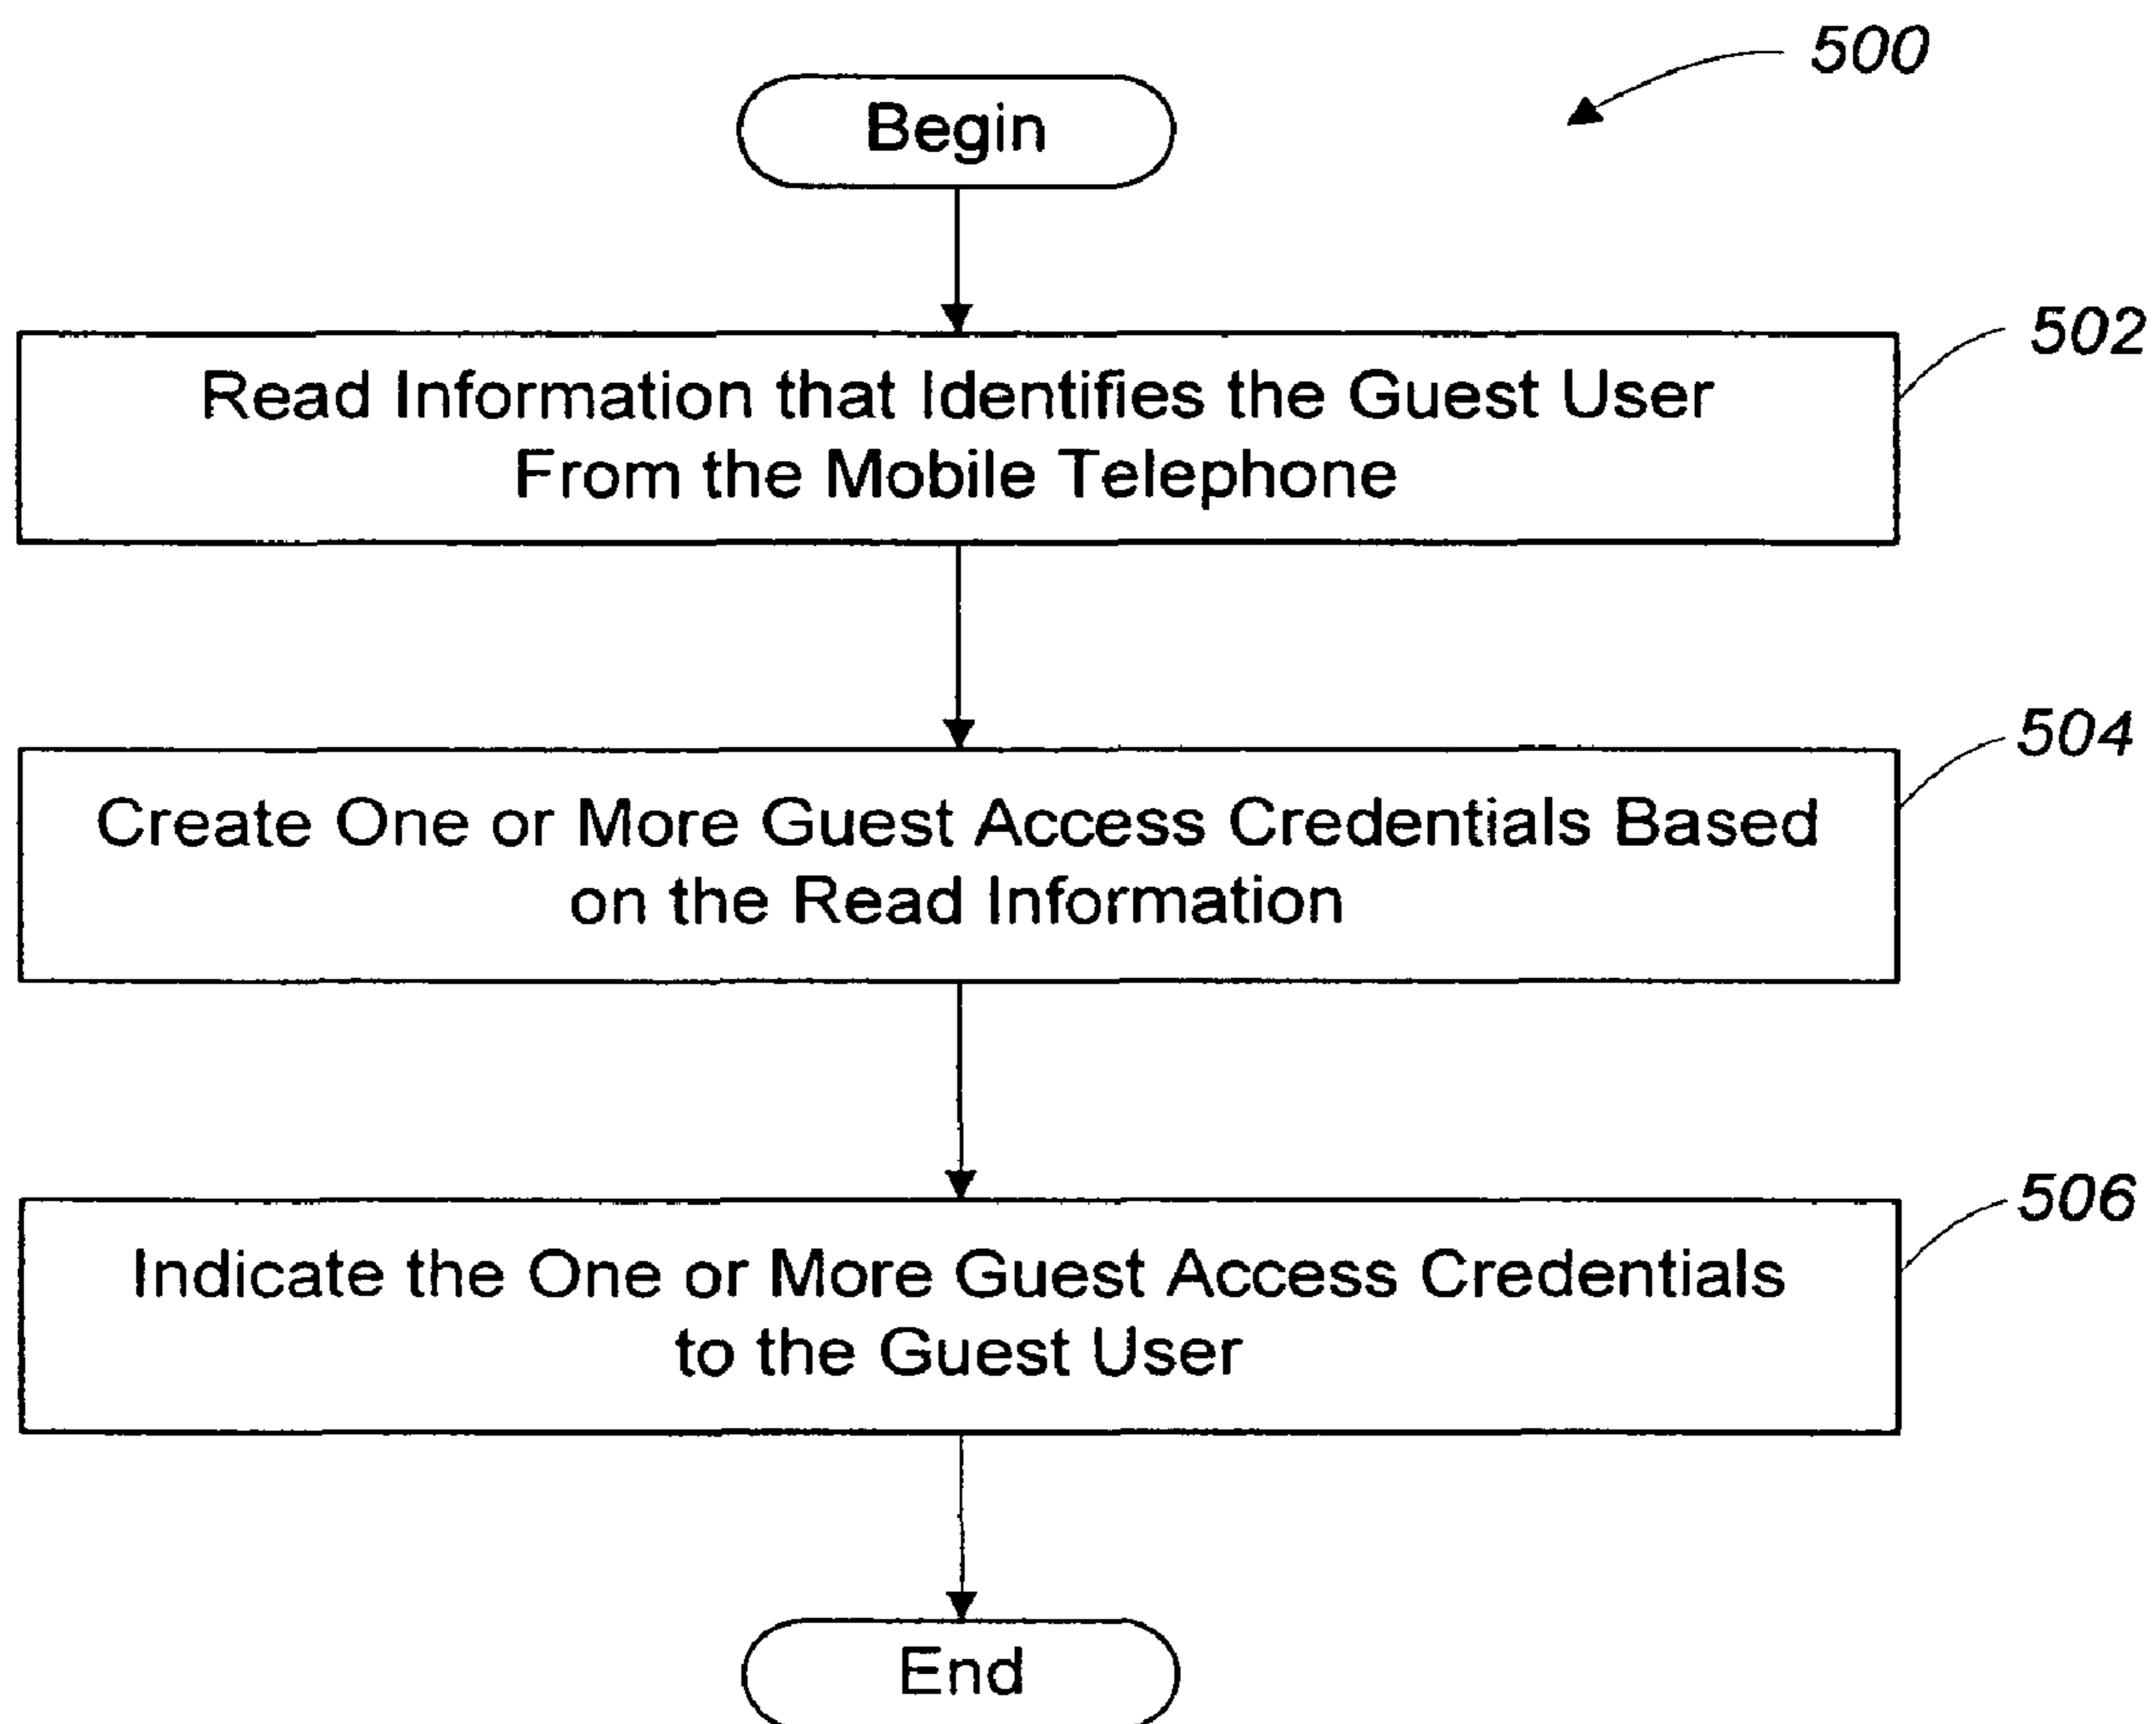 500
Begin
502
Read Information that Identifies the Guest User
From the Mobile Telephone
504
Create One or More Guest Access Credentials Based
on the Read Information
506
Indicate the One or More Guest Access Credentials
to the Guest User
End